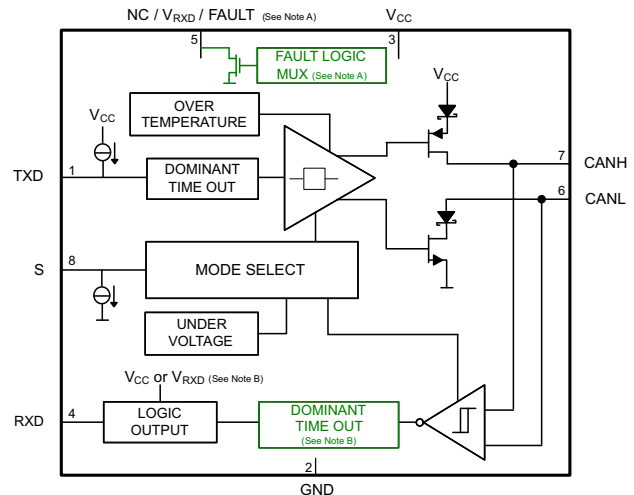 NC / VRXD / FAULT (See Note A)
VCC
5
3
FAULT LOGIC
MUX (See Note A)
VCC
OVER
TEMPERATURE
VCC
TXD
1
DOMINANT
TIME OUT
7
CANH
6
CANL
S
8
MODE SELECT
UNDER
VOLTAGE
VCC or VRXD (See Note B)
RXD
4
LOGIC
OUTPUT
DOMINANT
TIME OUT
(See Note B)
2
GND